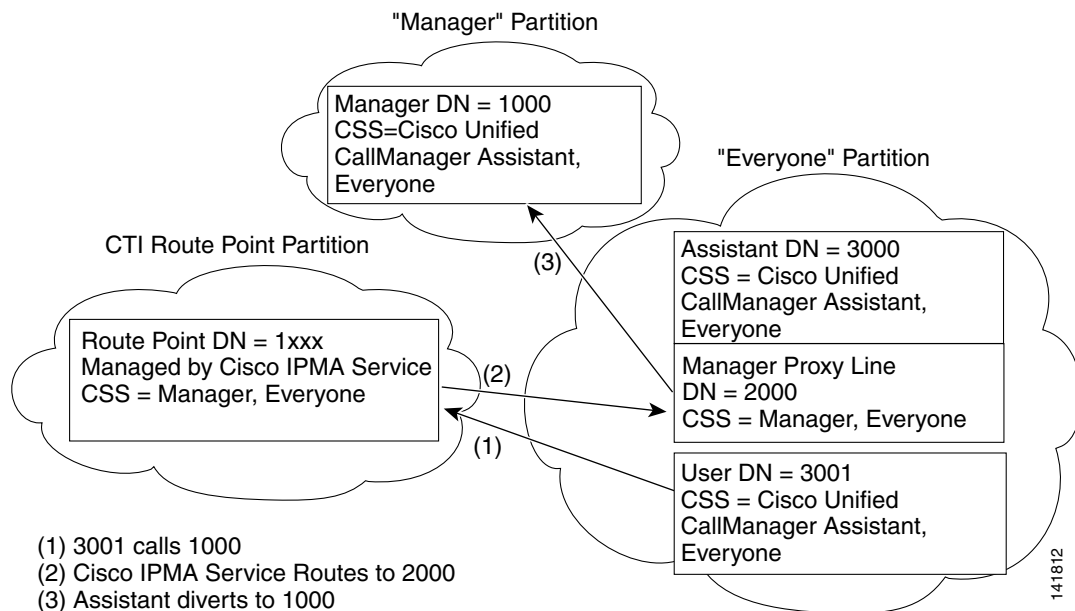 "Manager" Partition
Manager DN = 1000
CSS=Cisco Unified
CallManager Assistant,
Everyone
"Everyone" Partition
CTI Route Point Partition
(3)
Assistant DN = 3000
CSS = Cisco Unified
CallManager Assistant,
Everyone
Route Point DN = 1xxx
Managed by Cisco IPMA Service
CSS = Manager, Everyone
(2)
Manager Proxy Line
DN = 2000
CSS = Manager, Everyone
(1)
User DN = 3001
CSS = Cisco Unified
CallManager Assistant,
Everyone
(1) 3001 calls 1000
(2) Cisco IPMA Service Routes to 2000
(3) Assistant diverts to 1000
141812